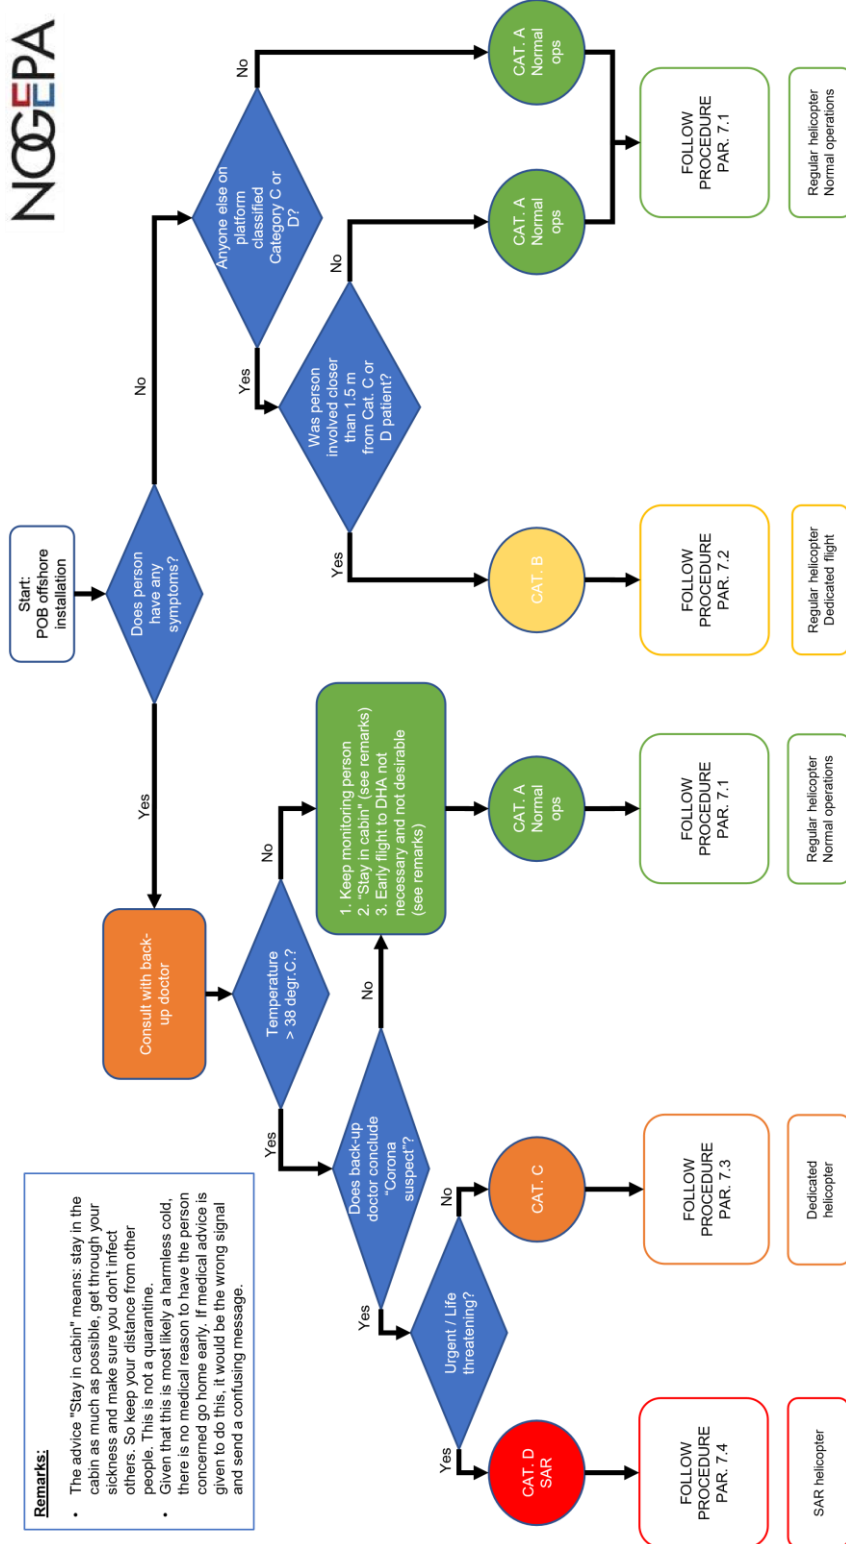 NOGEPA
Remarks:
• The advice "Stay in cabin" means: stay in the
cabin as much as possible, get through your
sickness and make sure you don't infect
others. So keep your distance from other
people. This is not a quarantine.
• Given that this is most likely a harmless cold,
there is no medical reason to have the person
concerned go home early. If medical advice is
given to do this, it would be the wrong signal
and send a confusing message.
Start:
POB offshore
installation
Does person
have any
symptoms?
Yes
No
Consult with back-
up doctor
Temperature
> 38 degr.C.?
Yes
No
Does back-up
doctor conclude
"Corona
suspect"?
Yes
No
1. Keep monitoring person
2. "Stay in cabin" (see remarks)
3. Early flight to DHA not
necessary and not desirable
(see remarks)
Urgent / Life
threatening?
Yes
No
Anyone else on
platform
classified
Category C or
D?
Yes
No
Was person
involved closer
than 1.5 m
from Cat. C or
D patient?
Yes
No
CAT. D
SAR
CAT. C
CAT. A
Normal
ops
CAT. B
CAT. A
Normal
ops
CAT. A
Normal
ops
FOLLOW
PROCEDURE
PAR. 7.4
FOLLOW
PROCEDURE
PAR. 7.3
FOLLOW
PROCEDURE
PAR. 7.1
FOLLOW
PROCEDURE
PAR. 7.2
FOLLOW
PROCEDURE
PAR. 7.1
SAR helicopter
Dedicated
helicopter
Regular helicopter
Normal operations
Regular helicopter
Dedicated flight
Regular helicopter
Normal operations